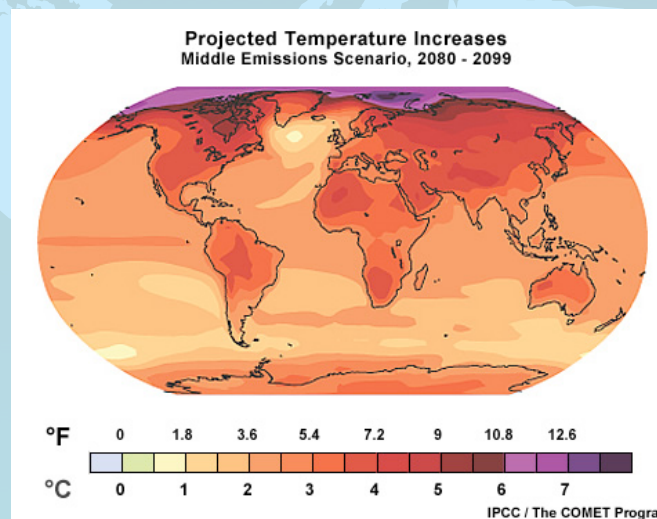 Projected Temperature Increases
Middle Emissions Scenario, 2080 - 2099
°F 0 1.8 3.6 5.4 7.2 9 10.8 12.6
°C 0 1 2 3 4 5 6 7
IPCC / The COMET Progra